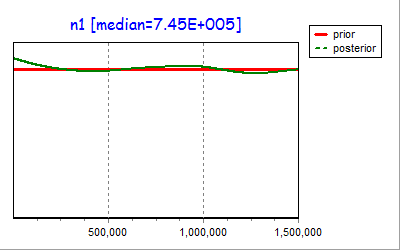 n1 [median=7.45E+005]
prior
posterior
500,000
1,000,000
1,500,000